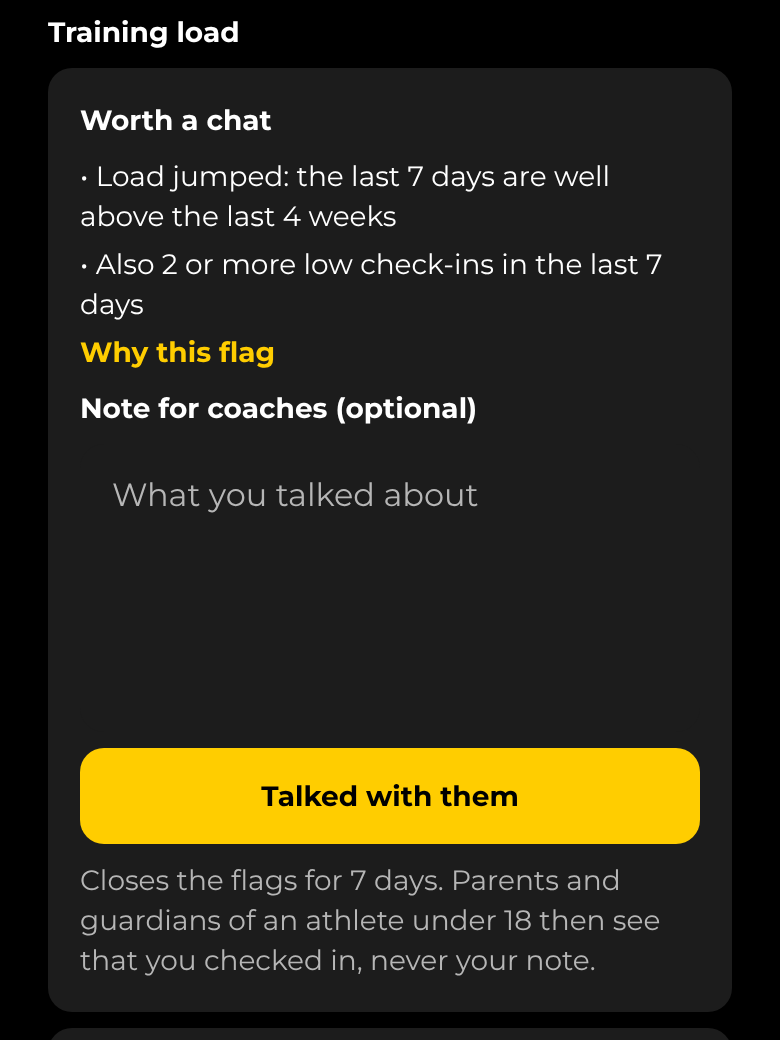 Training load
Worth a chat
• Load jumped: the last 7 days are well
above the last 4 weeks
• Also 2 or more low check-ins in the last 7
days
Why this flag
Note for coaches (optional)
What you talked about
Talked with them
Closes the flags for 7 days. Parents and
guardians of an athlete under 18 then see
that you checked in, never your note.